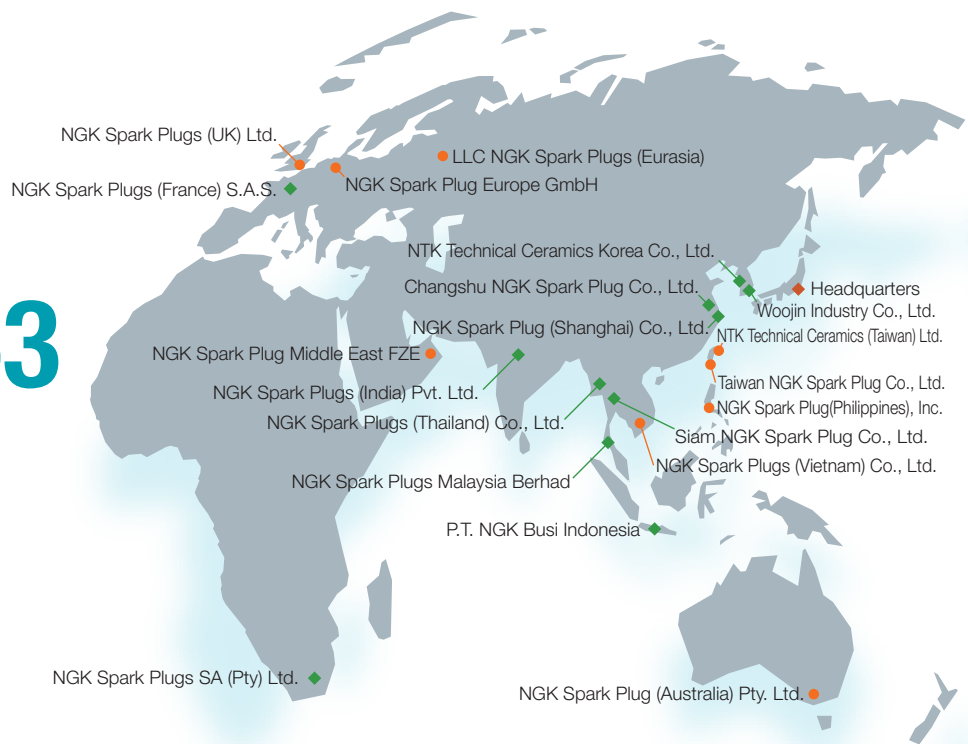 NGK Spark Plugs (UK) Ltd.
LLC NGK Spark Plugs (Eurasia)
NGK Spark Plugs (France) S.A.S.
NGK Spark Plug Europe GmbH
NTK Technical Ceramics Korea Co., Ltd.
Changshu NGK Spark Plug Co., Ltd.
Headquarters
Woojin Industry Co., Ltd.
NGK Spark Plug (Shanghai) Co., Ltd.
NTK Technical Ceramics (Taiwan) Ltd.
3
NGK Spark Plug Middle East FZE
Taiwan NGK Spark Plug Co., Ltd.
NGK Spark Plugs (India) Pvt. Ltd.
NGK Spark Plug(Philippines), Inc.
NGK Spark Plugs (Thailand) Co., Ltd.
Siam NGK Spark Plug Co., Ltd.
NGK Spark Plugs (Vietnam) Co., Ltd.
NGK Spark Plugs Malaysia Berhad
P.T. NGK Busi Indonesia
NGK Spark Plugs SA (Pty) Ltd.
NGK Spark Plug (Australia) Pty. Ltd.